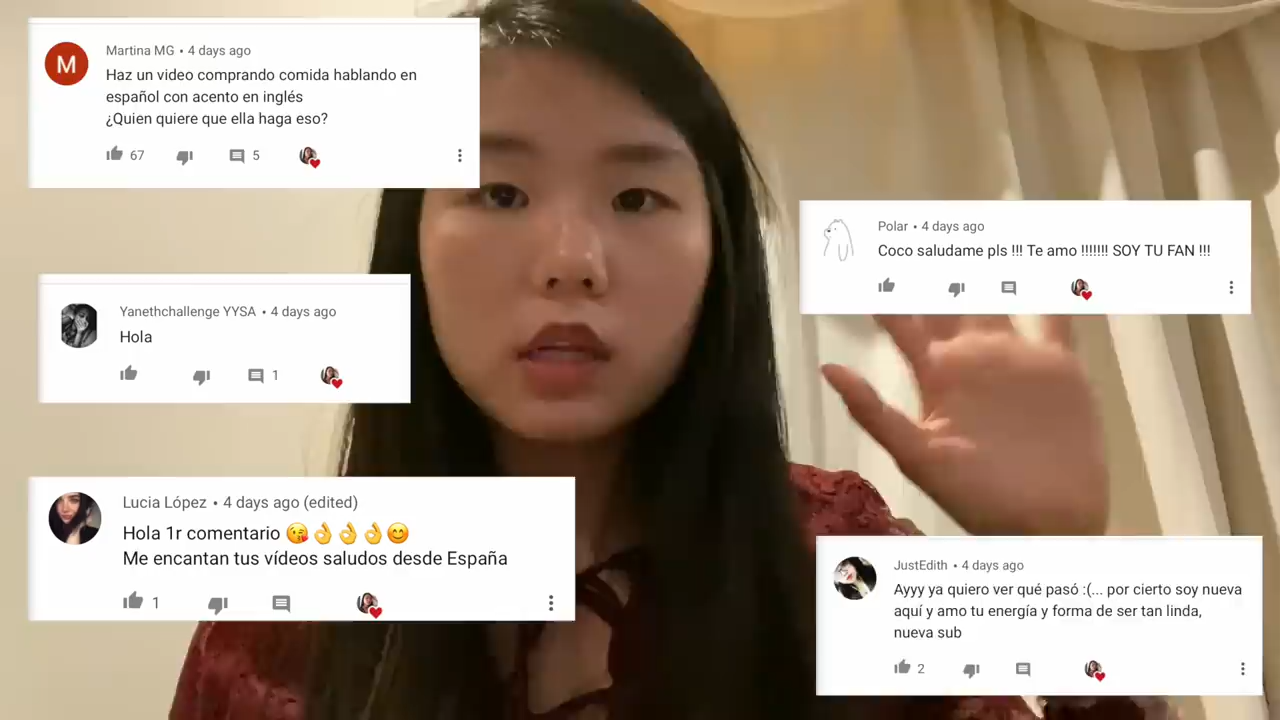 M
Martina MG • 4 days ago
Haz un video comprando comida hablando en
español con acento en inglés
¿Quien quiere que ella haga eso?
67 5
Polar • 4 days ago
Coco saludame pls !!! Te amo !!!!!!! SOY TU FAN !!!
Yanethchallenge YYSA • 4 days ago
Hola
1
Lucia López • 4 days ago (edited)
Hola 1r comentario 😘👌👌👌😊
Me encantan tus vídeos saludos desde España
1
JustEdith • 4 days ago
Ayyy ya quiero ver qué pasó :(... por cierto soy nueva
aquí y amo tu energía y forma de ser tan linda,
nueva sub
2